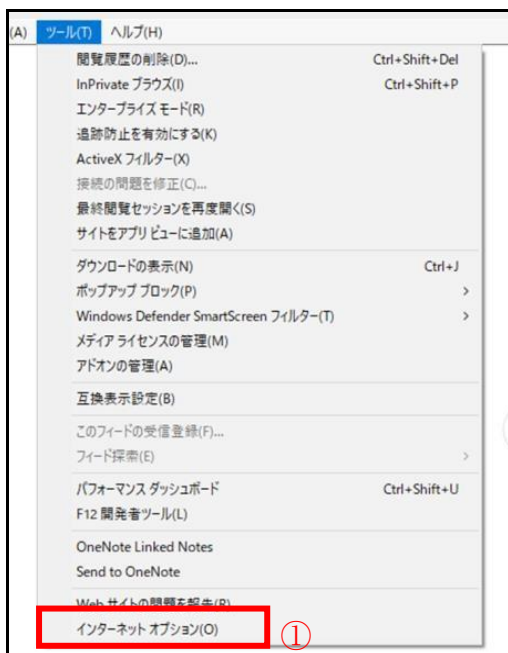 (A) ツール(T) ヘルプ(H)
閲覧履歴の削除(D)... Ctrl+Shift+Del
InPrivate ブラウズ(I) Ctrl+Shift+P
エンタープライズ モード(R)
追跡防止を有効にする(K)
ActiveX フィルター(X)
接続の問題を修正(C)...
最終閲覧セッションを再度開く(S)
サイトをアプリ ビューに追加(A)
ダウンロードの表示(N) Ctrl+J
ポップアップ ブロック(P) >
Windows Defender SmartScreen フィルター(T) >
メディア ライセンスの管理(M)
アドオンの管理(A)
互換表示設定(B)
このフィードの受信登録(F)...
フィード探索(E) >
パフォーマンス ダッシュボード Ctrl+Shift+U
F12 開発者ツール(L)
OneNote Linked Notes
Send to OneNote
Web サイトの問題を報告(R)
インターネット オプション(O) ①